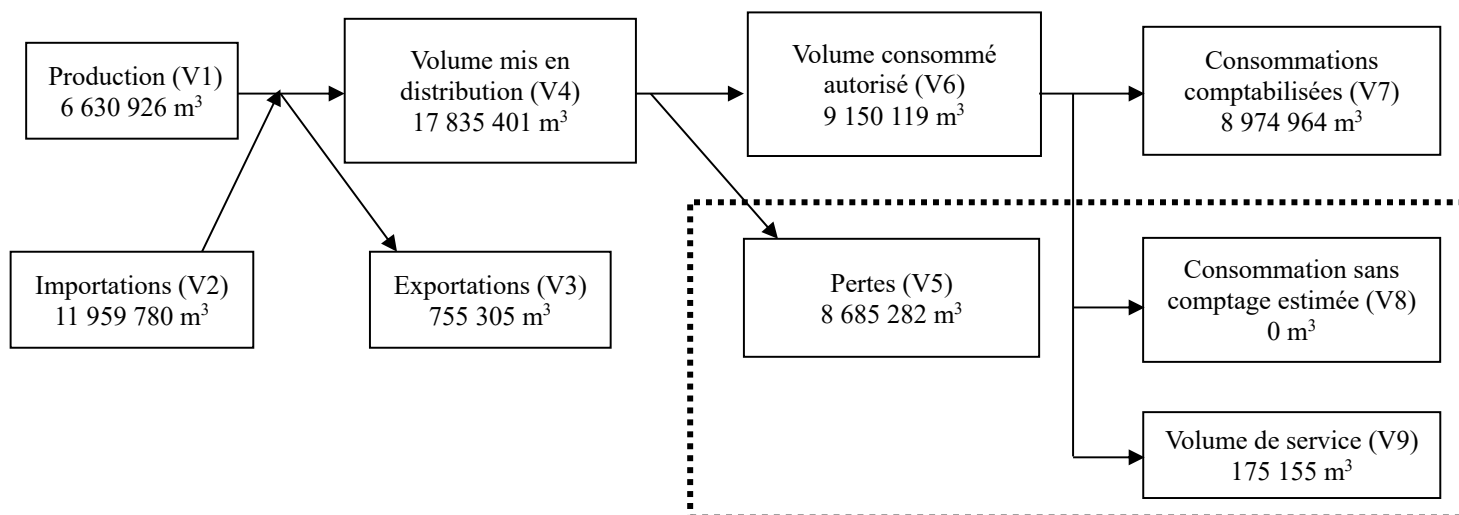 Production (V1)
6 630 926 m³
Volume mis en
distribution (V4)
17 835 401 m³
Volume consommé
autorisé (V6)
9 150 119 m³
Consommations
comptabilisées (V7)
8 974 964 m³
Importations (V2)
11 959 780 m³
Exportations (V3)
755 305 m³
Pertes (V5)
8 685 282 m³
Consommation sans
comptage estimée (V8)
0 m³
Volume de service (V9)
175 155 m³